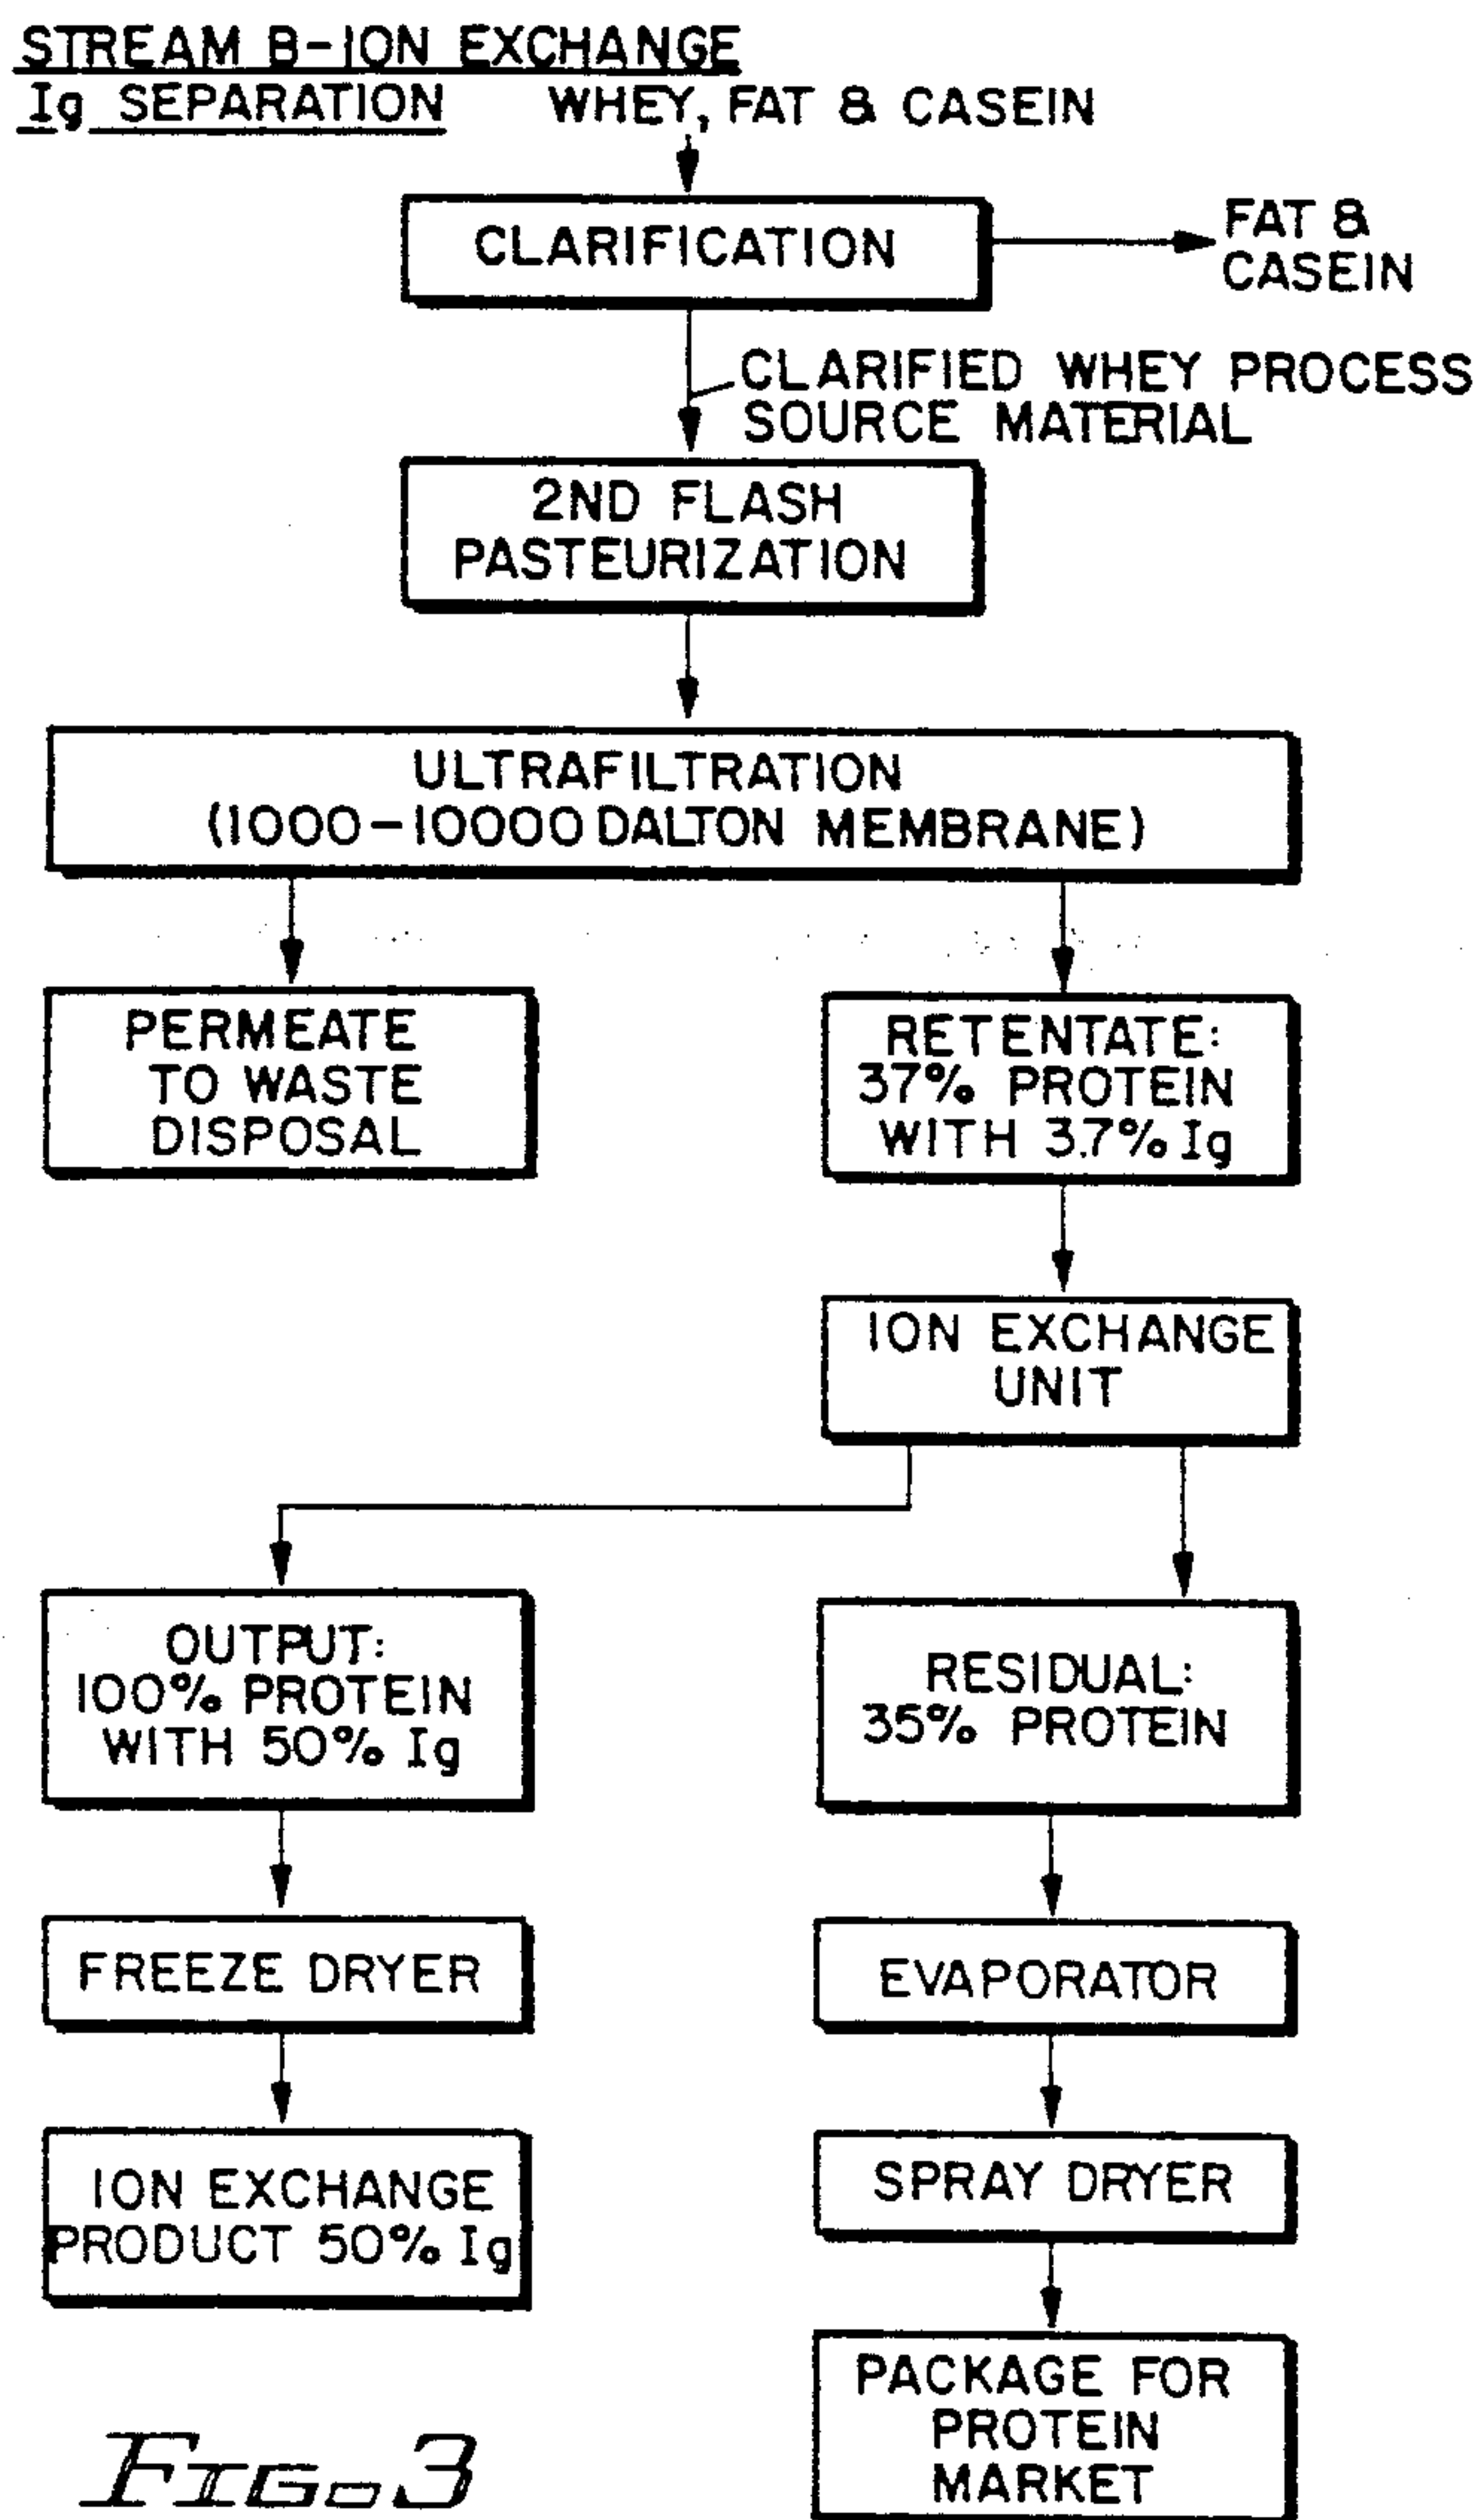 STREAM B-ION EXCHANGE
Ig SEPARATION
WHEY, FAT & CASEIN
CLARIFICATION
FAT &
CASEIN
CLARIFIED WHEY PROCESS
SOURCE MATERIAL
2ND FLASH
PASTEURIZATION
ULTRAFILTRATION
(1000-10000 DALTON MEMBRANE)
PERMEATE
TO WASTE
DISPOSAL
RETENTATE:
37% PROTEIN
WITH 3.7% Ig
ION EXCHANGE
UNIT
OUTPUT:
100% PROTEIN
WITH 50% Ig
RESIDUAL:
35% PROTEIN
FREEZE DRYER
EVAPORATOR
ION EXCHANGE
PRODUCT 50% Ig
SPRAY DRYER
PACKAGE FOR
PROTEIN
MARKET
FIG. 3